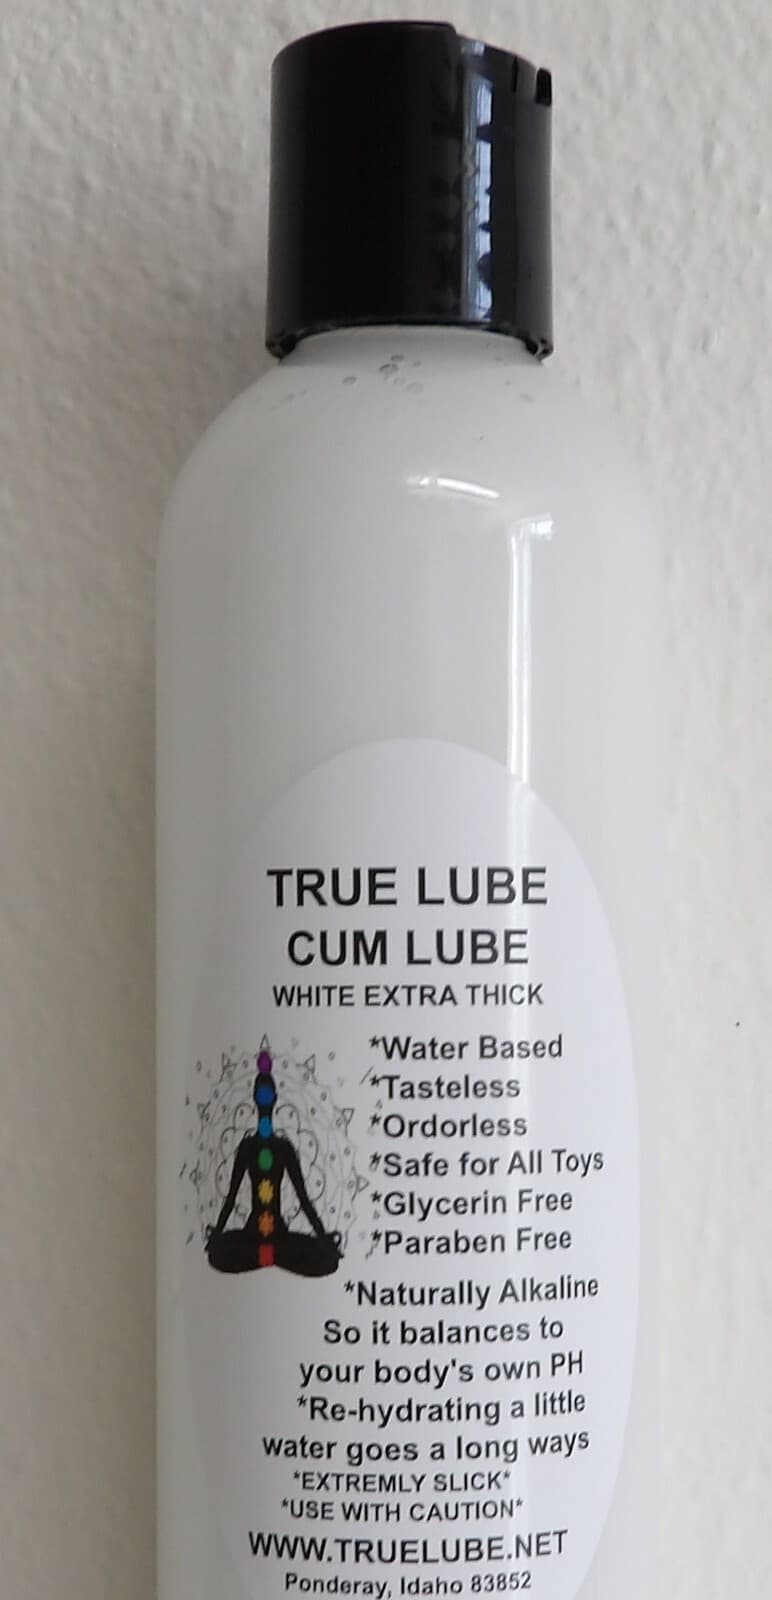 TRUE LUBE
CUM LUBE
WHITE EXTRA THICK
*Water Based
*Tasteless
*Ordorless
*Safe for All Toys
*Glycerin Free
*Paraben Free
*Naturally Alkaline
So it balances to
your body's own PH
*Re-hydrating a little
water goes a long ways
*EXTREMLY SLICK*
*USE WITH CAUTION*
WWW.TRUELUBE.NET
Ponderay, Idaho 83852